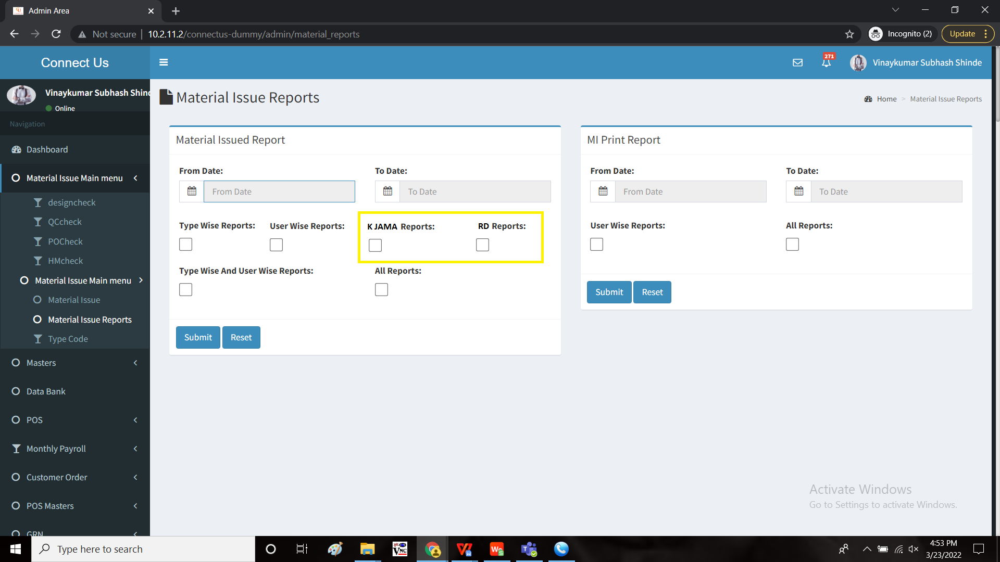 Admin Area
Not secure
10.2.11.2/connectus-dummy/admin/material_reports
Incognito (2)
Update
Connect Us
271
Vinaykumar Subhash Shinde
Vinaykumar Subhash Shind
Online
Navigation
Dashboard
Material Issue Main menu
designcheck
QCcheck
POCheck
HMcheck
Material Issue Main menu
Material Issue
Material Issue Reports
Type Code
Masters
Data Bank
POS
Monthly Payroll
Customer Order
POS Masters
GRN
Material Issue Reports
Home > Material Issue Reports
Material Issued Report
From Date:
To Date:
From Date
To Date
Type Wise Reports:
User Wise Reports:
K JAMA Reports:
RD Reports:
Type Wise And User Wise Reports:
All Reports:
Submit
Reset
MI Print Report
From Date:
To Date:
From Date
To Date
User Wise Reports:
All Reports:
Submit
Reset
Activate Windows
Go to Settings to activate Windows.
Type here to search
4:53 PM
3/23/2022